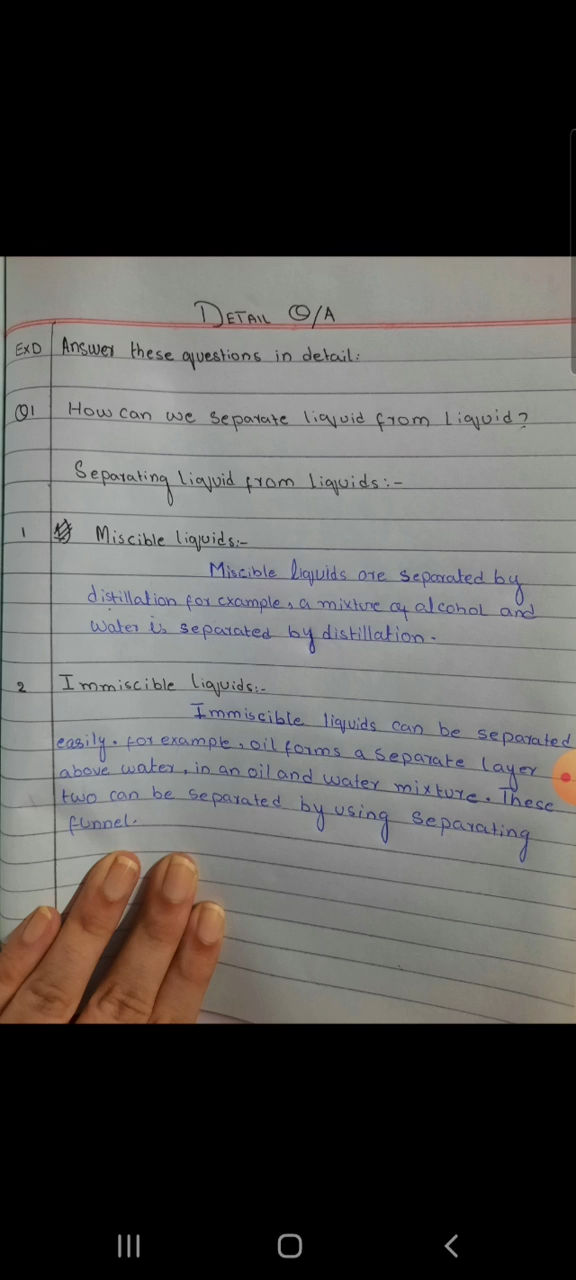 DETAIL Q/A
EXD Answer these questions in detail:
Q1 How can we separate liquid from liquid?
Separating liquid from liquids:-
1 Miscible liquids:-
Miscible liquids are separated by
distillation for example, a mixture of alcohol and
water is separated by distillation.
2 Immiscible liquids:-
Immiscible liquids can be separated
easily. for example, oil forms a separate layer
above water, in an oil and water mixture. These
two can be separated by using separating
funnel.